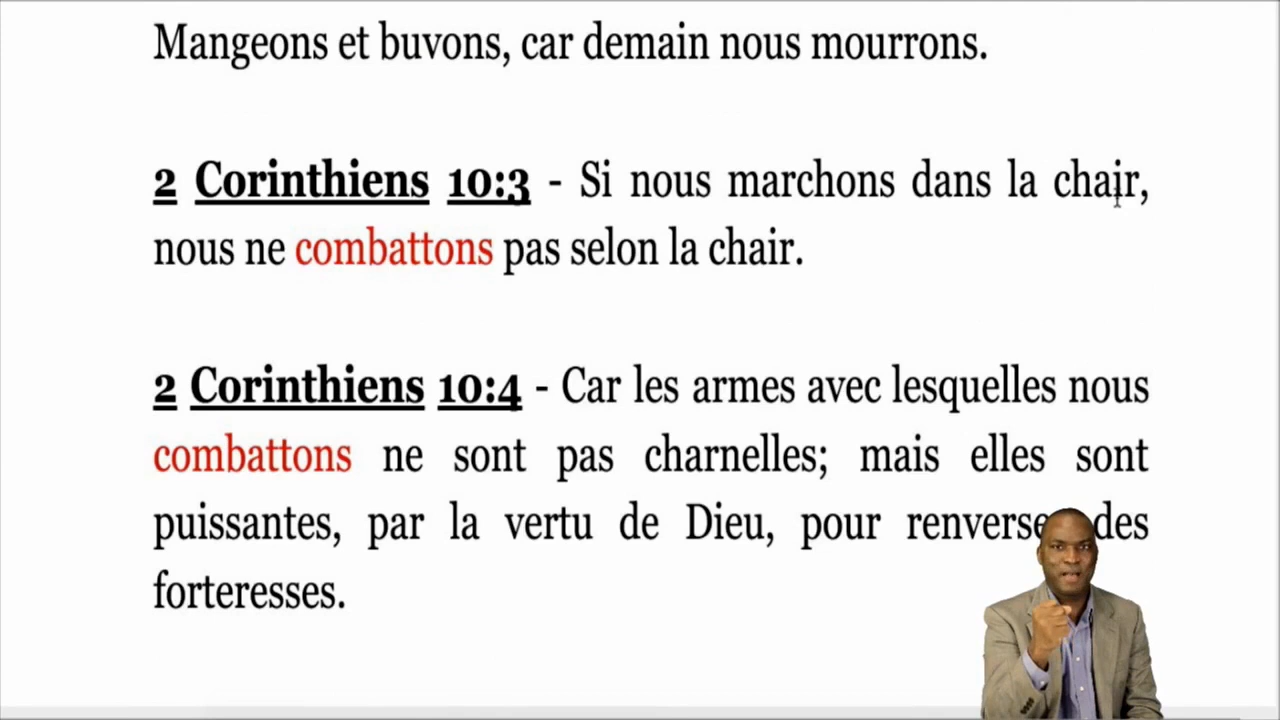 Mangeons et buvons, car demain nous mourrons.
2 Corinthiens 10:3 - Si nous marchons dans la chair,
nous ne combattons pas selon la chair.
2 Corinthiens 10:4 - Car les armes avec lesquelles nous
combattons ne sont pas charnelles; mais elles sont
puissantes, par la vertu de Dieu, pour renverser des
forteresses.